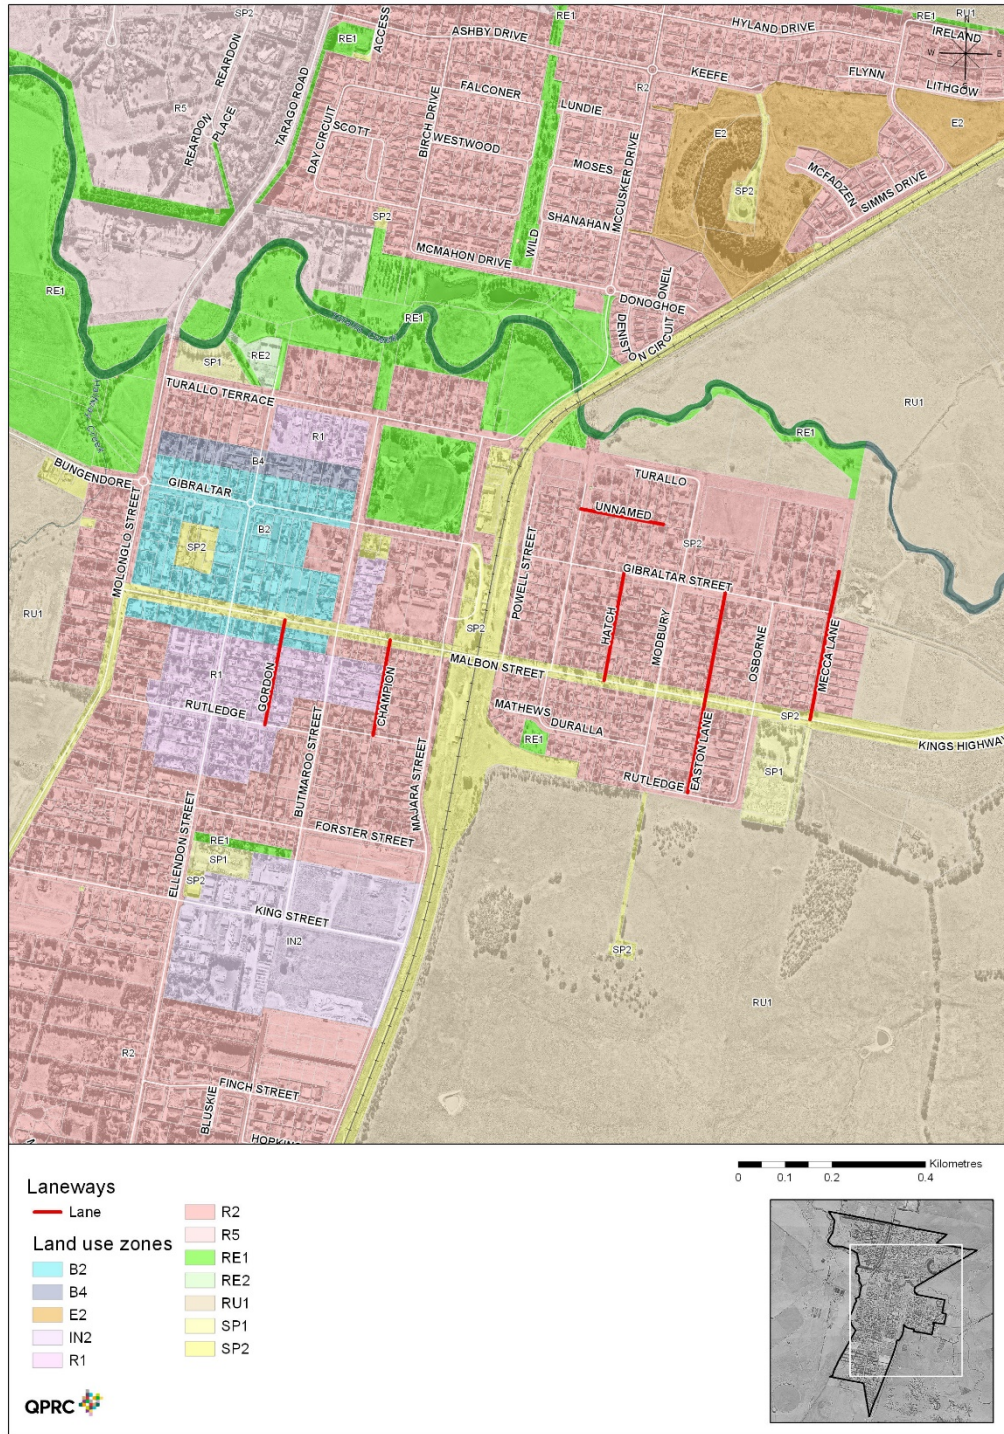 SP2
RE1
RE1
RU1
HYLAND DRIVE
IRELAND
N
W
E
S
ACCESS
ASHBY DRIVE
RE1
REARDON
KEEFE
FLYNN
LITHGOW
R2
FALCONER
LUNDIE
R5
TARAGO ROAD
REARDON
PLACE
DAY CIRCUIT
SCOTT
BIRCH DRIVE
WESTWOOD
MOSES
MCCUSKER DRIVE
E2
E2
SP2
MCFADZEN
SIMMS DRIVE
SP2
SHANAHAN
WILD
MCMAHON DRIVE
ONEIL
DONOGHOE
DENISTON CIRCUIT
RE1
RE1
SP1
RE2
TURALLO TERRACE
RU1
RE1
R1
B4
BUNGENDORE
GIBRALTAR
MOLONGLO STREET
B2
SP2
TURALLO
UNNAMED
SP2
POWELL STREET
GIBRALTAR STREET
RU1
SP2
HATCH
MODBURY
OSBORNE
MECCA LANE
MALBON STREET
R1
GORDON
CHAMPION
RUTLEDGE
MATHEWS
DURALLA
RE1
EASTON LANE
SP2
KINGS HIGHWAY
BUTMAROO STREET
MAJARA STREET
RUTLEDGE
SP1
ELLENDON STREET
FORSTER STREET
RE1
SP1
SP2
KING STREET
IN2
SP2
RU1
R2
FINCH STREET
BLUSKIE
HOPKINS
Laneways
Lane
Land use zones
B2
B4
E2
IN2
R1
R2
R5
RE1
RE2
RU1
SP1
SP2
Kilometres
0 0.1 0.2 0.4
QPRC